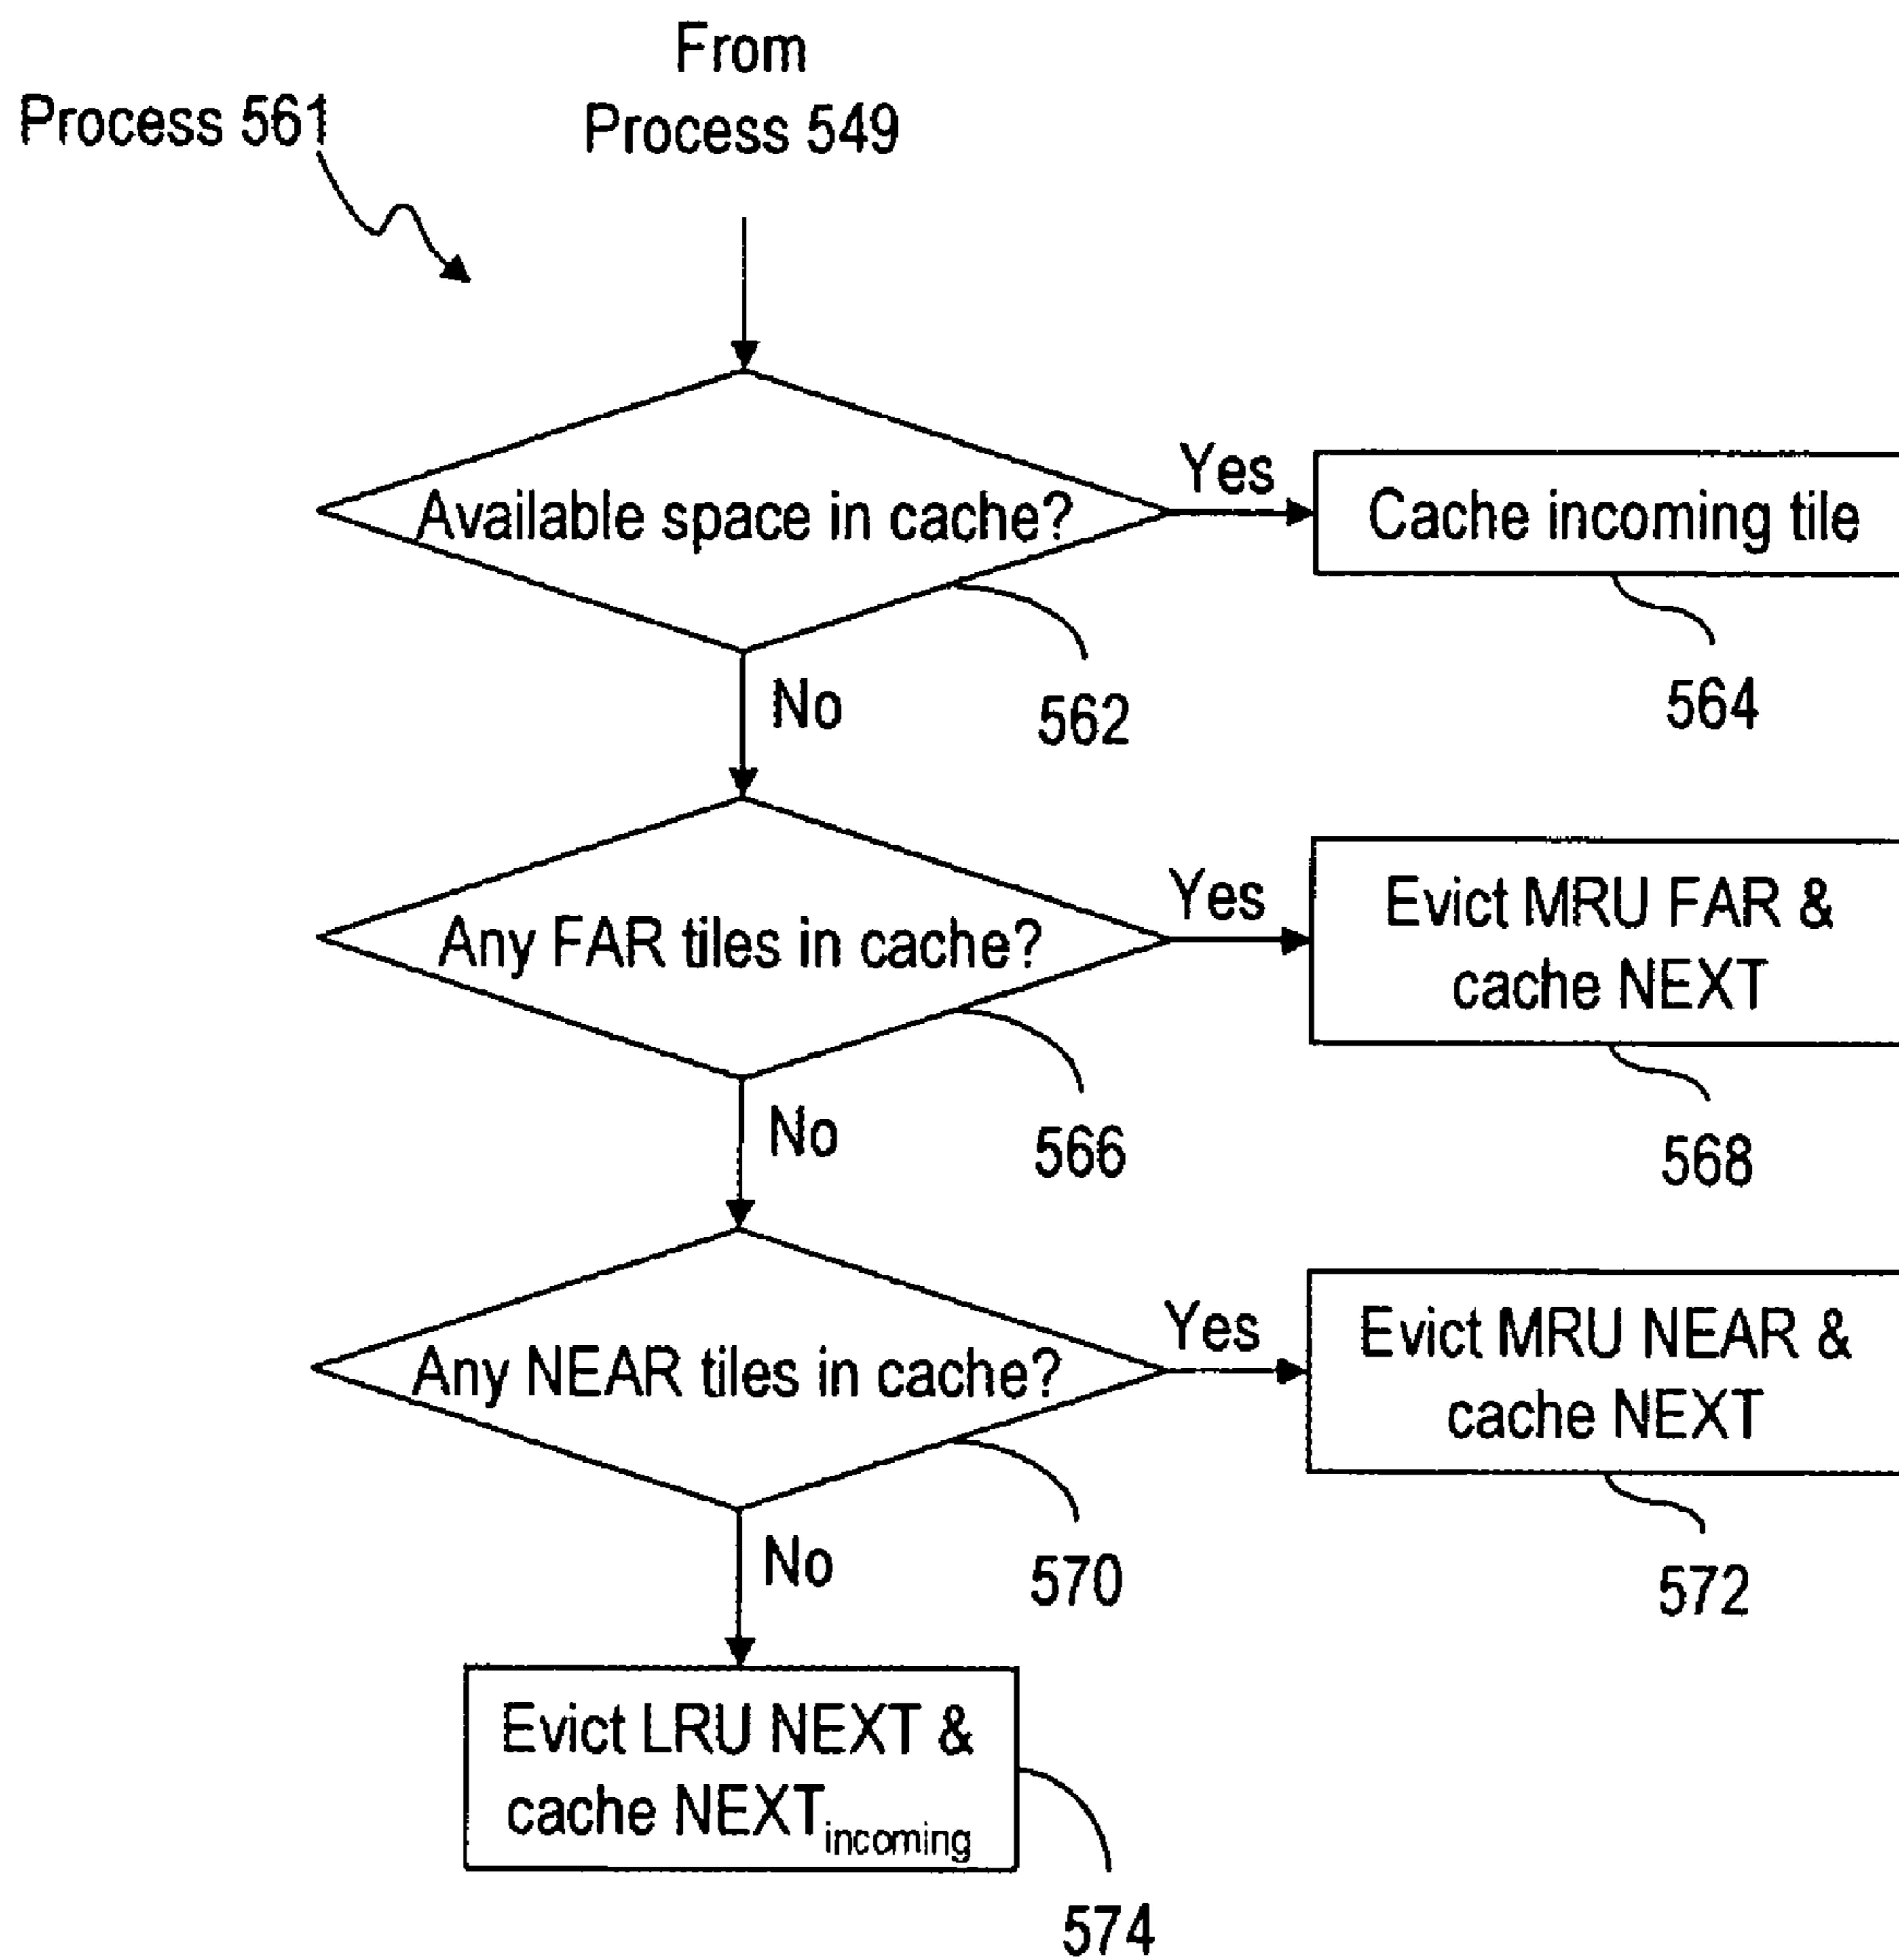 From
Process 549
Process 561
Available space in cache?
Yes
Cache incoming tile
562
564
No
Any FAR tiles in cache?
Yes
Evict MRU FAR &
cache NEXT
566
568
No
Any NEAR tiles in cache?
Yes
Evict MRU NEAR &
cache NEXT
570
572
No
Evict LRU NEXT &
cache NEXTincoming
574